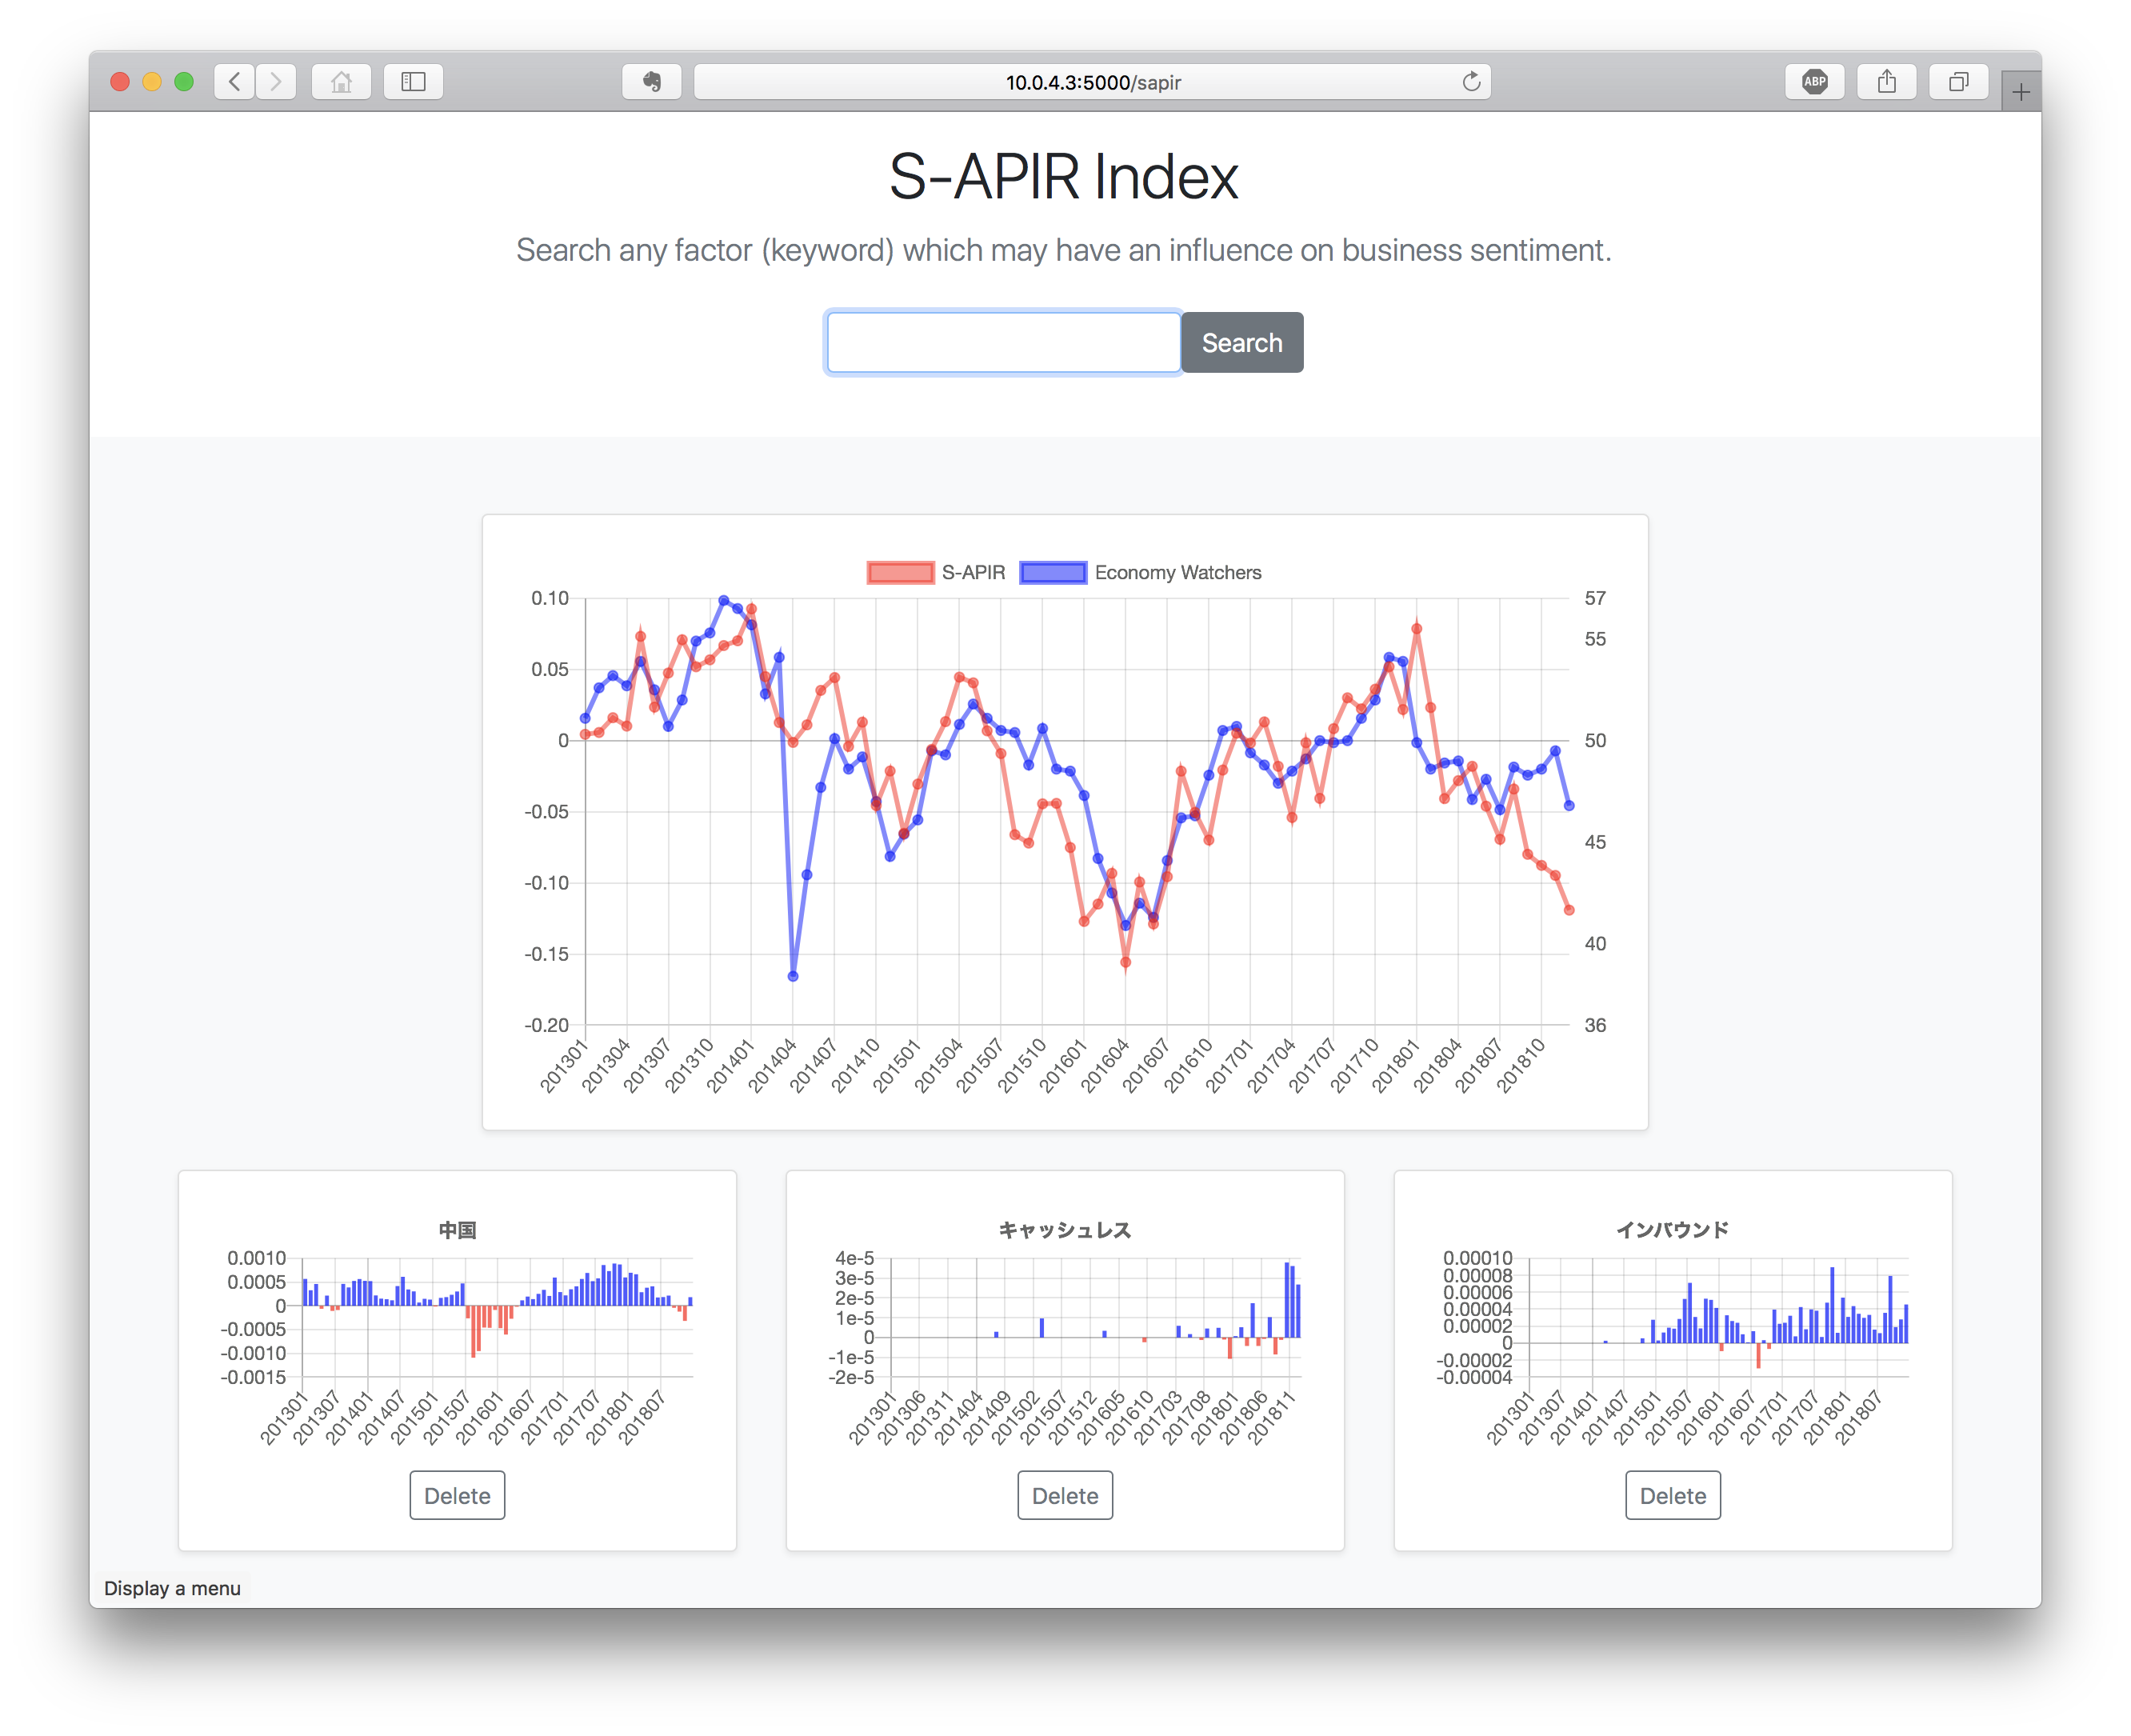 10.0.4.3:5000/sapir
ABP
S-APIR Index
Search any factor (keyword) which may have an influence on business sentiment.
Search
S-APIR Economy Watchers
0.10 57
55
0.05
0 50
-0.05
45
-0.10
40
-0.15
-0.20 36
201301 201304 201307 201310 201401 201404 201407 201410 201501 201504 201507 201510 201601 201604 201607 201610 201701 201704 201707 201710 201801 201804 201807 201810
中国
0.0010
0.0005
0
-0.0005
-0.0010
-0.0015
201301 201307 201401 201407 201501 201507 201601 201607 201701 201707 201801 201807
Delete
キャッシュレス
4e-5
3e-5
2e-5
1e-5
0
-1e-5
-2e-5
201301 201306 201311 201404 201409 201502 201507 201512 201605 201610 201703 201708 201801 201806 201811
Delete
インバウンド
0.00010
0.00008
0.00006
0.00004
0.00002
0
-0.00002
-0.00004
201301 201307 201401 201407 201501 201507 201601 201607 201701 201707 201801 201807
Delete
Display a menu